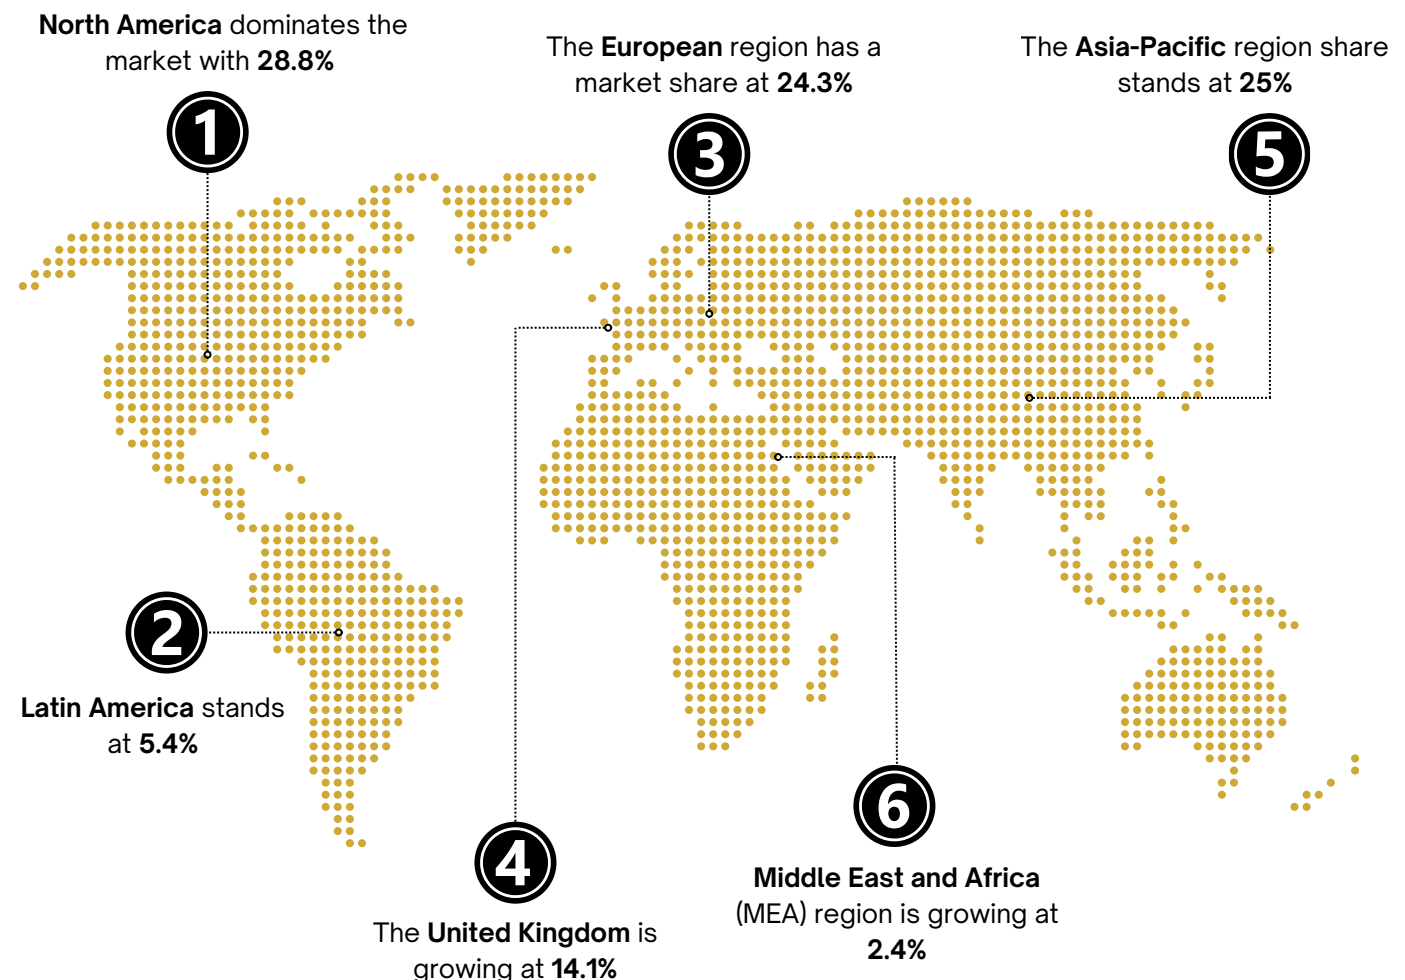 North America dominates the
market with 28.8%
1
The European region has a
market share at 24.3%
3
The Asia-Pacific region share
stands at 25%
5
2
Latin America stands
at 5.4%
4
The United Kingdom is
growing at 14.1%
6
Middle East and Africa
(MEA) region is growing at
2.4%